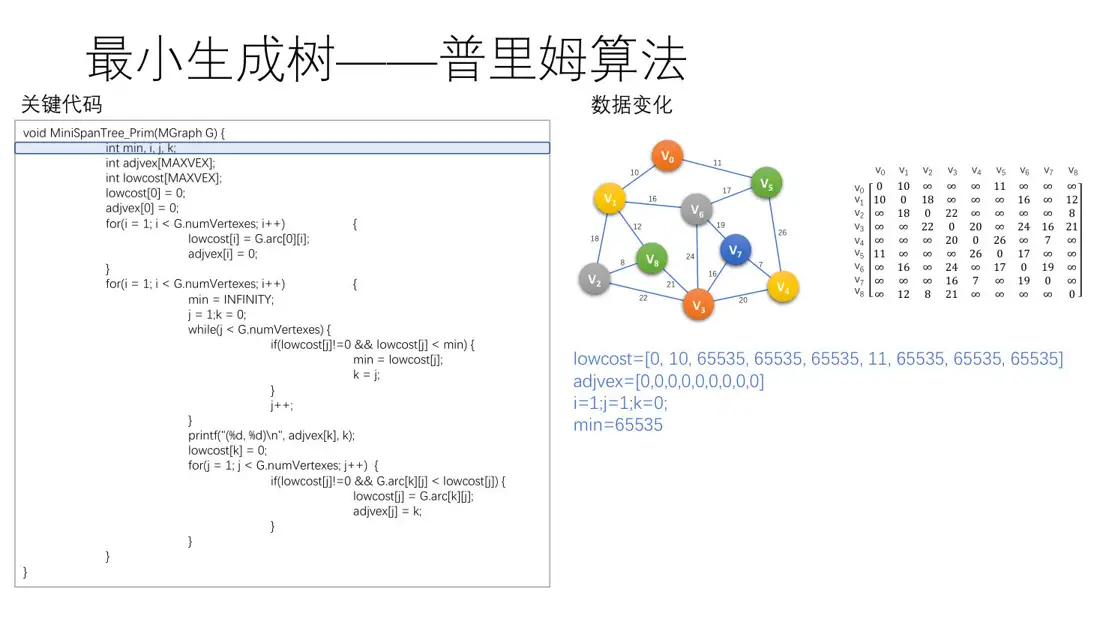 最小生成树——普里姆算法
关键代码
数据变化
void MiniSpanTree_Prim(MGraph G) {
int min, i, j, k;
int adjvex[MAXVEX];
int lowcost[MAXVEX];
lowcost[0] = 0;
adjvex[0] = 0;
for(i = 1; i < G.numVertexes; i++) {
lowcost[i] = G.arc[0][i];
adjvex[i] = 0;
}
for(i = 1; i < G.numVertexes; i++) {
min = INFINITY;
j = 1;k = 0;
while(j < G.numVertexes) {
if(lowcost[j]!=0 && lowcost[j] < min) {
min = lowcost[j];
k = j;
}
j++;
}
printf("(%d, %d)\n", adjvex[k], k);
lowcost[k] = 0;
for(j = 1; j < G.numVertexes; j++) {
if(lowcost[j]!=0 && G.arc[k][j] < lowcost[j]) {
lowcost[j] = G.arc[k][j];
adjvex[j] = k;
}
}
}
}
V0
11
10
V5
17
V1
16
V6
19
12
26
18
V7
24
V8
8
7
16
V2
21
V4
22
20
V3
v0 v1 v2 v3 v4 v5 v6 v7 v8
v0 0 10 ∞ ∞ ∞ 11 ∞ ∞ ∞
v1 10 0 18 ∞ ∞ ∞ 16 ∞ 12
v2 ∞ 18 0 22 ∞ ∞ ∞ ∞ 8
v3 ∞ ∞ 22 0 20 ∞ 24 16 21
v4 ∞ ∞ ∞ 20 0 26 ∞ 7 ∞
v5 11 ∞ ∞ ∞ 26 0 17 ∞ ∞
v6 ∞ 16 ∞ 24 ∞ 17 0 19 ∞
v7 ∞ ∞ ∞ 16 7 ∞ 19 0 ∞
v8 ∞ 12 8 21 ∞ ∞ ∞ ∞ 0
lowcost=[0, 10, 65535, 65535, 65535, 11, 65535, 65535, 65535]
adjvex=[0,0,0,0,0,0,0,0,0]
i=1;j=1;k=0;
min=65535